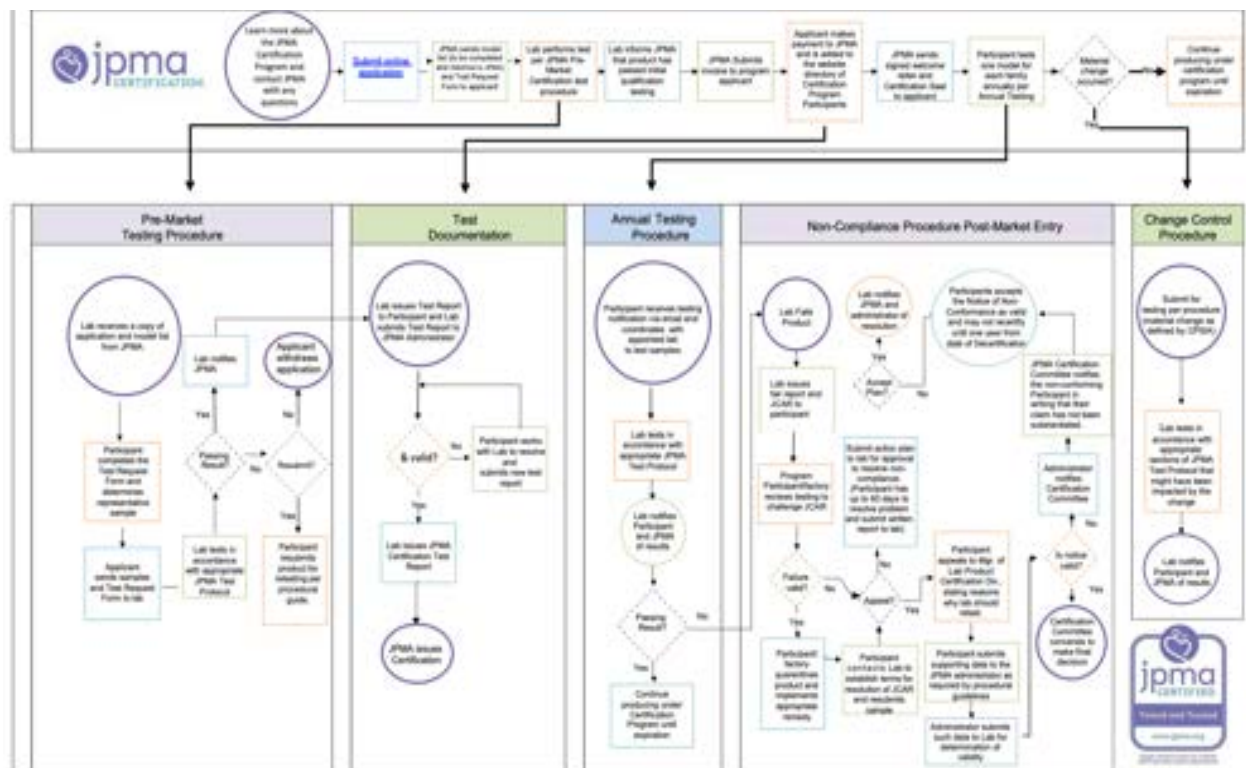 jpma
CERTIFICATION
Learn more about
the JPMA
Certification
Program and
contact JPMA
with any
questions
Submit online
application
JPMA sends model
list (to be completed
and returned to JPMA)
and Test Request
Form to applicant
Lab performs test
per JPMA Pre-
Market
Certification test
procedure
Lab informs JPMA
that product has
passed initial
qualification
testing
JPMA Submits
invoice to program
applicant
Applicant makes
payment to JPMA
and is added to
the website
directory of
Certification
Program
Participants
JPMA sends
signed welcome
letter and
Certification Seal
to applicant
Participant tests
one model for
each family
annually per
Annual Testing
Material
change
occurred?
No
Yes
Continue
producing under
certification
program until
expiration
Pre-Market
Testing Procedure
Lab receives a copy of
application and model list
from JPMA
Participant
completes the
Test Request
Form and
determines
representative
sample
Applicant
sends samples
and Test Request
Form to lab
Lab tests in
accordance
with appropriate
JPMA Test
Protocol
Passing
Result?
Yes
No
Lab notifies
JPMA
Applicant
withdraws
application
No
Resubmit?
Yes
Participant
resubmits
product for
retesting per
procedural
guide.
Test
Documentation
Lab issues Test Report
to Participant and Lab
submits Test Report to
JPMA Administrator
Is valid?
No
Yes
Participant works
with Lab to resolve
and
submits new test
report
Lab issues JPMA
Certification Test
Report
JPMA issues
Certification
Annual Testing
Procedure
Participant receives testing
notification via email and
coordinates with
appointed lab
to test samples
Lab tests in
accordance with
appropriate JPMA
Test Protocol
Lab notifies
Participant
and JPMA
of results
Passing
Result?
No
Yes
Continue
producing under
Certification
Program until
expiration
Non-Compliance Procedure Post-Market Entry
Lab Fails
Product
Lab issues
fail report and
JCAR to
participant
Program
Participant/factory
reviews testing to
challenge JCAR
Failure
valid?
No
Yes
Participant/
factory
quarantines
product and
implements
appropriate
remedy
Participant
contacts Lab to
establish terms for
resolution of JCAR
and resubmits
sample
Appeal?
No
Yes
Submit action plan
to lab for approval
to resolve non-
compliance.
(Participant has
up to 60 days to
resolve problem
and submit written
report to lab)
Accept
Plan?
Yes
No
Lab notifies
JPMA and
administrator of
resolution
Participants accepts
the Notice of Non-
Conformance as valid
and may not recertify
until one year from
date of Decertification
JPMA Certification
Committee notifies
the non-conforming
Participant in
writing that their
claim has not been
substantiated.
Administrator
notifies
Certification
Committee
No
Is notice
valid?
Yes
Certification
Committee
convenes to
make final
decision
Participant
appeals to Mgr. of
Lab Product
Certification Div.,
stating reasons
why lab should
retest
Participant submits
supporting data to the
JPMA administrator as
required by procedural
guidelines
Administrator submits
such data to Lab for
determination of
validity
Change Control
Procedure
Submit for
testing per procedure
(material change as
defined by CPSIA)
Lab tests in
accordance with
appropriate
sections of JPMA
Test Protocol that
might have been
impacted by the
change
Lab notifies
Participant and
JPMA of results
jpma
CERTIFIED
Tested and Trusted
www.jpma.org